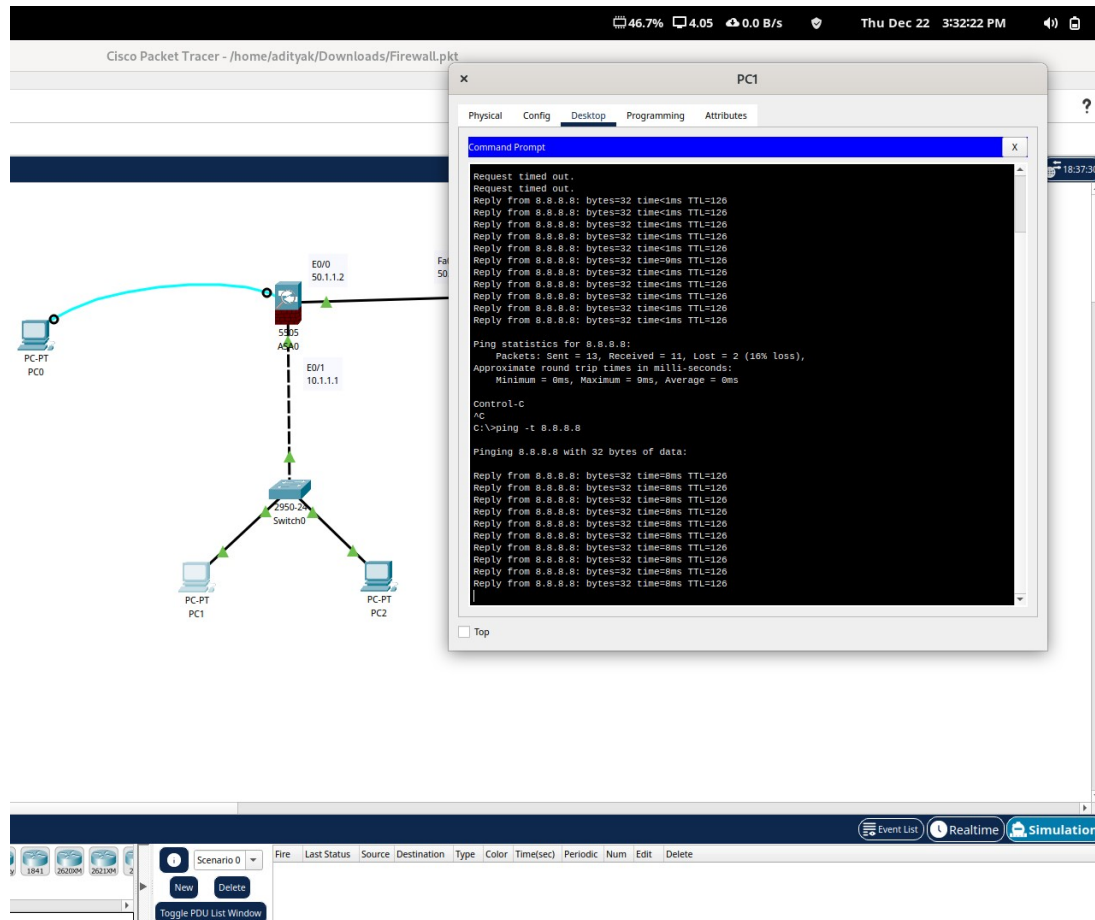 46.7% 4.05 0.0 B/s Thu Dec 22 3:32:22 PM
Cisco Packet Tracer - /home/adityak/Downloads/Firewall.pkt
PC1
?
Physical Config Desktop Programming Attributes
Command Prompt X
18:37:30
Request timed out.
Request timed out.
Reply from 8.8.8.8: bytes=32 time<1ms TTL=126
Reply from 8.8.8.8: bytes=32 time<1ms TTL=126
Reply from 8.8.8.8: bytes=32 time<1ms TTL=126
Reply from 8.8.8.8: bytes=32 time<1ms TTL=126
Reply from 8.8.8.8: bytes=32 time<1ms TTL=126
Reply from 8.8.8.8: bytes=32 time=9ms TTL=126
Reply from 8.8.8.8: bytes=32 time<1ms TTL=126
Reply from 8.8.8.8: bytes=32 time<1ms TTL=126
Reply from 8.8.8.8: bytes=32 time<1ms TTL=126
Reply from 8.8.8.8: bytes=32 time<1ms TTL=126
Reply from 8.8.8.8: bytes=32 time<1ms TTL=126
Ping statistics for 8.8.8.8:
Packets: Sent = 13, Received = 11, Lost = 2 (16% loss),
Approximate round trip times in milli-seconds:
Minimum = 0ms, Maximum = 9ms, Average = 0ms
Control-C
^C
C:\>ping -t 8.8.8.8
Pinging 8.8.8.8 with 32 bytes of data:
Reply from 8.8.8.8: bytes=32 time=8ms TTL=126
Reply from 8.8.8.8: bytes=32 time=8ms TTL=126
Reply from 8.8.8.8: bytes=32 time=8ms TTL=126
Reply from 8.8.8.8: bytes=32 time=8ms TTL=126
Reply from 8.8.8.8: bytes=32 time=8ms TTL=126
Reply from 8.8.8.8: bytes=32 time=8ms TTL=126
Reply from 8.8.8.8: bytes=32 time=8ms TTL=126
Reply from 8.8.8.8: bytes=32 time=8ms TTL=126
Reply from 8.8.8.8: bytes=32 time=8ms TTL=126
Reply from 8.8.8.8: bytes=32 time=8ms TTL=126
Top
E0/0
50.1.1.2
50.
5505
ASA0
PC-PT
PC0
E0/1
10.1.1.1
2950-24
Switch0
PC-PT
PC1
PC-PT
PC2
Event List Realtime Simulation
1841 2620XM 2621XM
Scenario 0
New Delete
Toggle PDU List Window
Fire Last Status Source Destination Type Color Time(sec) Periodic Num Edit Delete